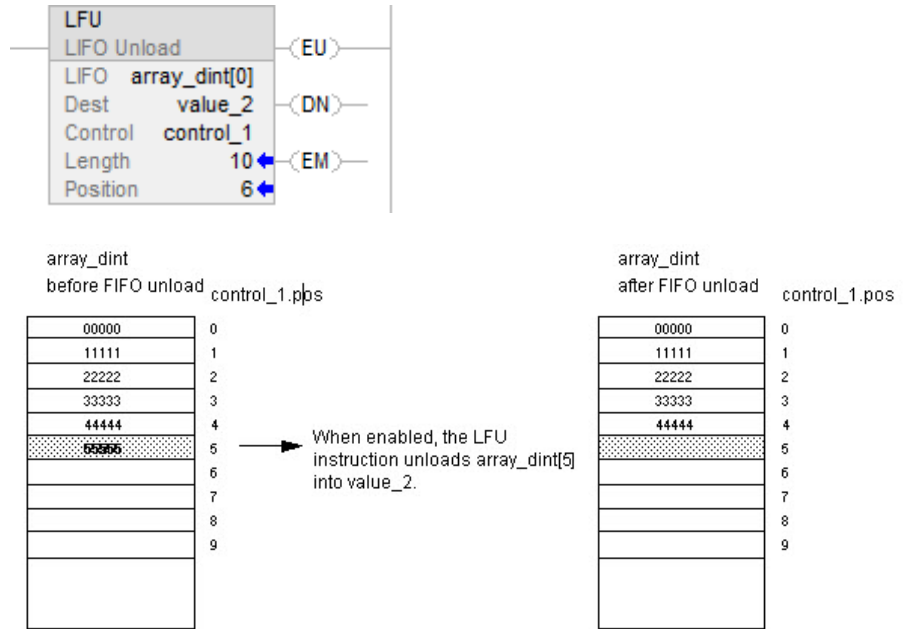 LFU
LIFO Unload
(EU)
LIFO array_dint[0]
Dest value_2
(DN)
Control control_1
Length 10
(EM)
Position 6
array_dint
before FIFO unload
control_1.pos
00000 0
11111 1
22222 2
33333 3
44444 4
55555 5
6
7
8
9
When enabled, the LFU
instruction unloads array_dint[5]
into value_2.
array_dint
after FIFO unload
control_1.pos
00000 0
11111 1
22222 2
33333 3
44444 4
5
6
7
8
9